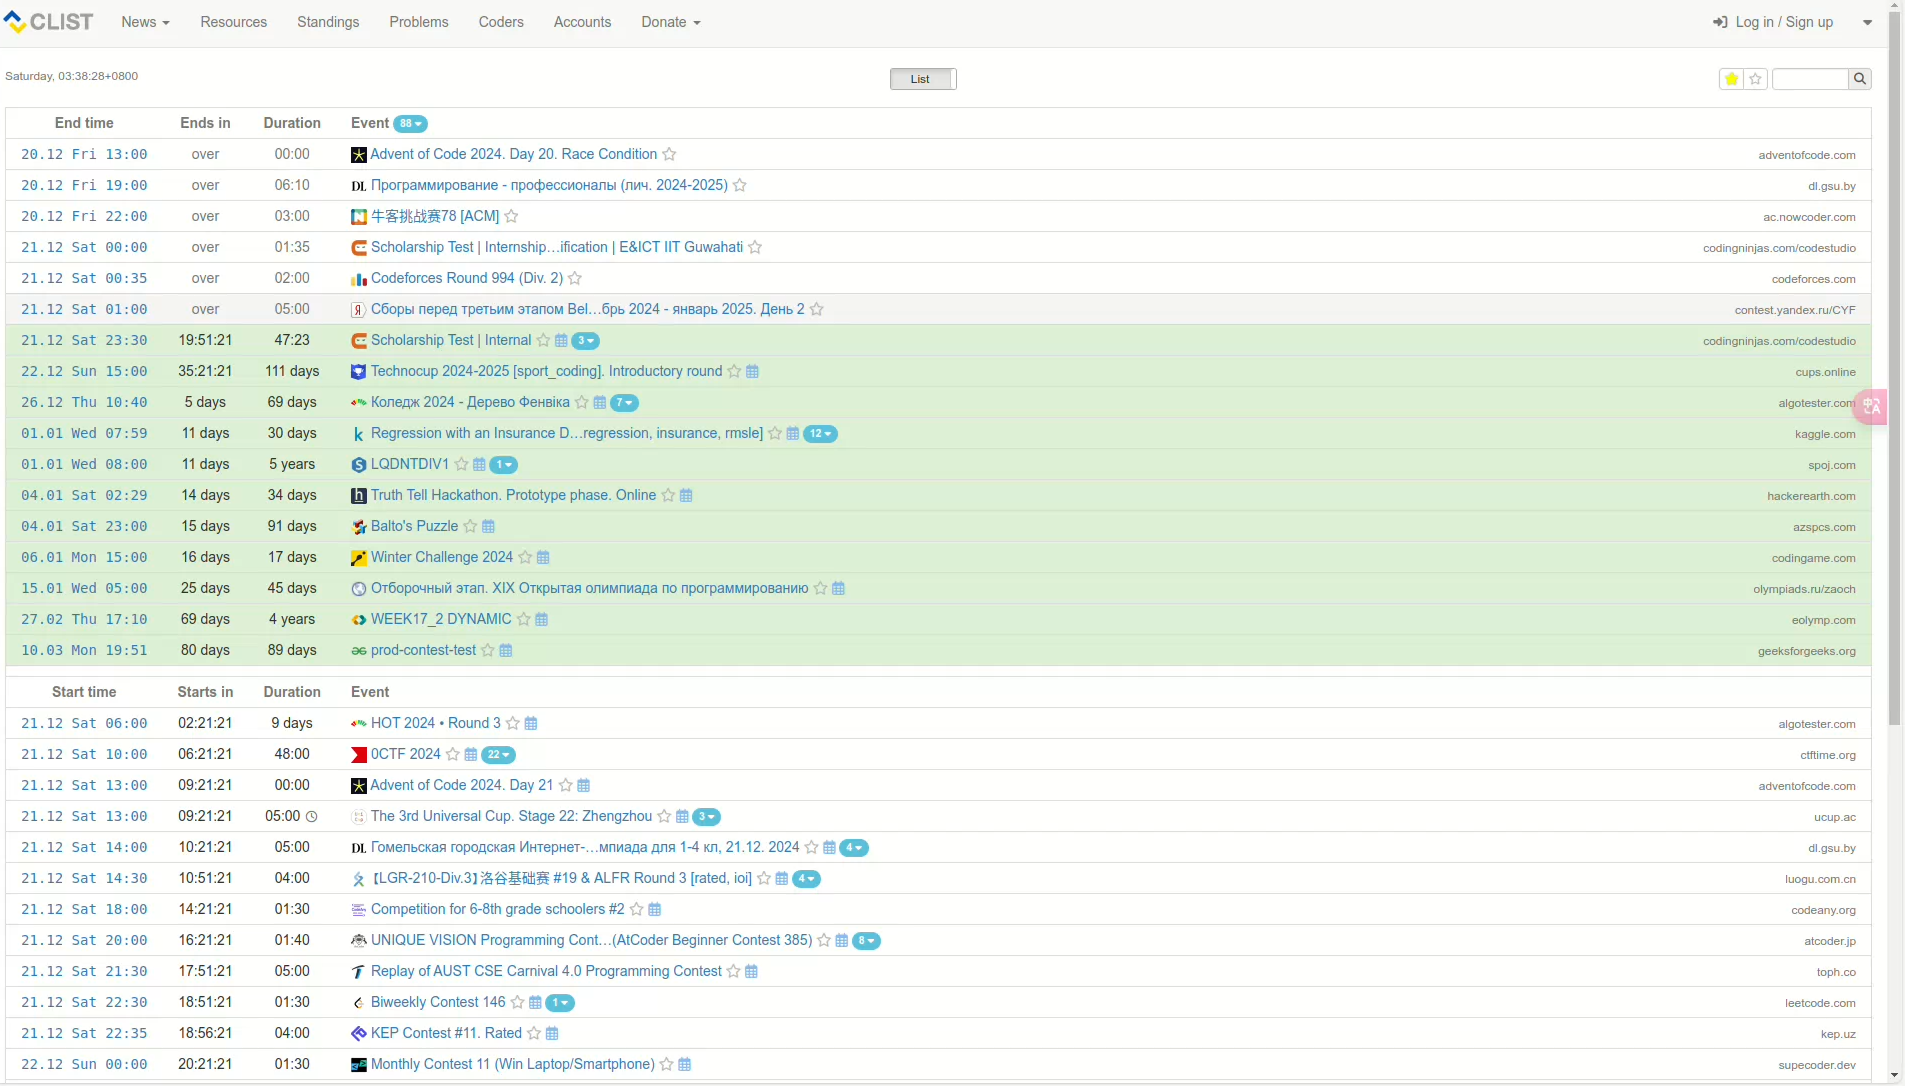 CLIST News Resources Standings Problems Coders Accounts Donate Log in / Sign up
Saturday, 03:38:28+0800 List
End time Ends in Duration Event 88
20.12 Fri 13:00 over 00:00 Advent of Code 2024. Day 20. Race Condition adventofcode.com
20.12 Fri 19:00 over 06:10 DL Программирование - профессионалы (лич. 2024-2025) dl.gsu.by
20.12 Fri 22:00 over 03:00 牛客挑战赛78 [ACM] ac.nowcoder.com
21.12 Sat 00:00 over 01:35 Scholarship Test | Internship…ification | E&ICT IIT Guwahati codingninjas.com/codestudio
21.12 Sat 00:35 over 02:00 Codeforces Round 994 (Div. 2) codeforces.com
21.12 Sat 01:00 over 05:00 Я Сборы перед третьим этапом Bel…брь 2024 - январь 2025. День 2 contest.yandex.ru/CYF
21.12 Sat 23:30 19:51:21 47:23 Scholarship Test | Internal 3 codingninjas.com/codestudio
22.12 Sun 15:00 35:21:21 111 days Technocup 2024-2025 [sport_coding]. Introductory round cups.online
26.12 Thu 10:40 5 days 69 days Коледж 2024 - Дерево Фенвіка 7 algotester.com
01.01 Wed 07:59 11 days 30 days k Regression with an Insurance D…regression, insurance, rmsle] 12 kaggle.com
01.01 Wed 08:00 11 days 5 years S LQDNTDIV1 1 spoj.com
04.01 Sat 02:29 14 days 34 days h Truth Tell Hackathon. Prototype phase. Online hackerearth.com
04.01 Sat 23:00 15 days 91 days Balto's Puzzle azspcs.com
06.01 Mon 15:00 16 days 17 days Winter Challenge 2024 codingame.com
15.01 Wed 05:00 25 days 45 days Отборочный этап. XIX Открытая олимпиада по программированию olympiads.ru/zaoch
27.02 Thu 17:10 69 days 4 years WEEK17_2 DYNAMIC eolymp.com
10.03 Mon 19:51 80 days 89 days prod-contest-test geeksforgeeks.org
Start time Starts in Duration Event
21.12 Sat 06:00 02:21:21 9 days HOT 2024 • Round 3 algotester.com
21.12 Sat 10:00 06:21:21 48:00 0CTF 2024 22 ctftime.org
21.12 Sat 13:00 09:21:21 00:00 Advent of Code 2024. Day 21 adventofcode.com
21.12 Sat 13:00 09:21:21 05:00 The 3rd Universal Cup. Stage 22: Zhengzhou 3 ucup.ac
21.12 Sat 14:00 10:21:21 05:00 DL Гомельская городская Интернет-…мпиада для 1-4 кл, 21.12. 2024 4 dl.gsu.by
21.12 Sat 14:30 10:51:21 04:00 【LGR-210-Div.3】洛谷基础赛 #19 & ALFR Round 3 [rated, ioi] 4 luogu.com.cn
21.12 Sat 18:00 14:21:21 01:30 Competition for 6-8th grade schoolers #2 codeany.org
21.12 Sat 20:00 16:21:21 01:40 UNIQUE VISION Programming Cont…(AtCoder Beginner Contest 385) 8 atcoder.jp
21.12 Sat 21:30 17:51:21 05:00 Replay of AUST CSE Carnival 4.0 Programming Contest toph.co
21.12 Sat 22:30 18:51:21 01:30 Biweekly Contest 146 1 leetcode.com
21.12 Sat 22:35 18:56:21 04:00 KEP Contest #11. Rated kep.uz
22.12 Sun 00:00 20:21:21 01:30 Monthly Contest 11 (Win Laptop/Smartphone) supecoder.dev